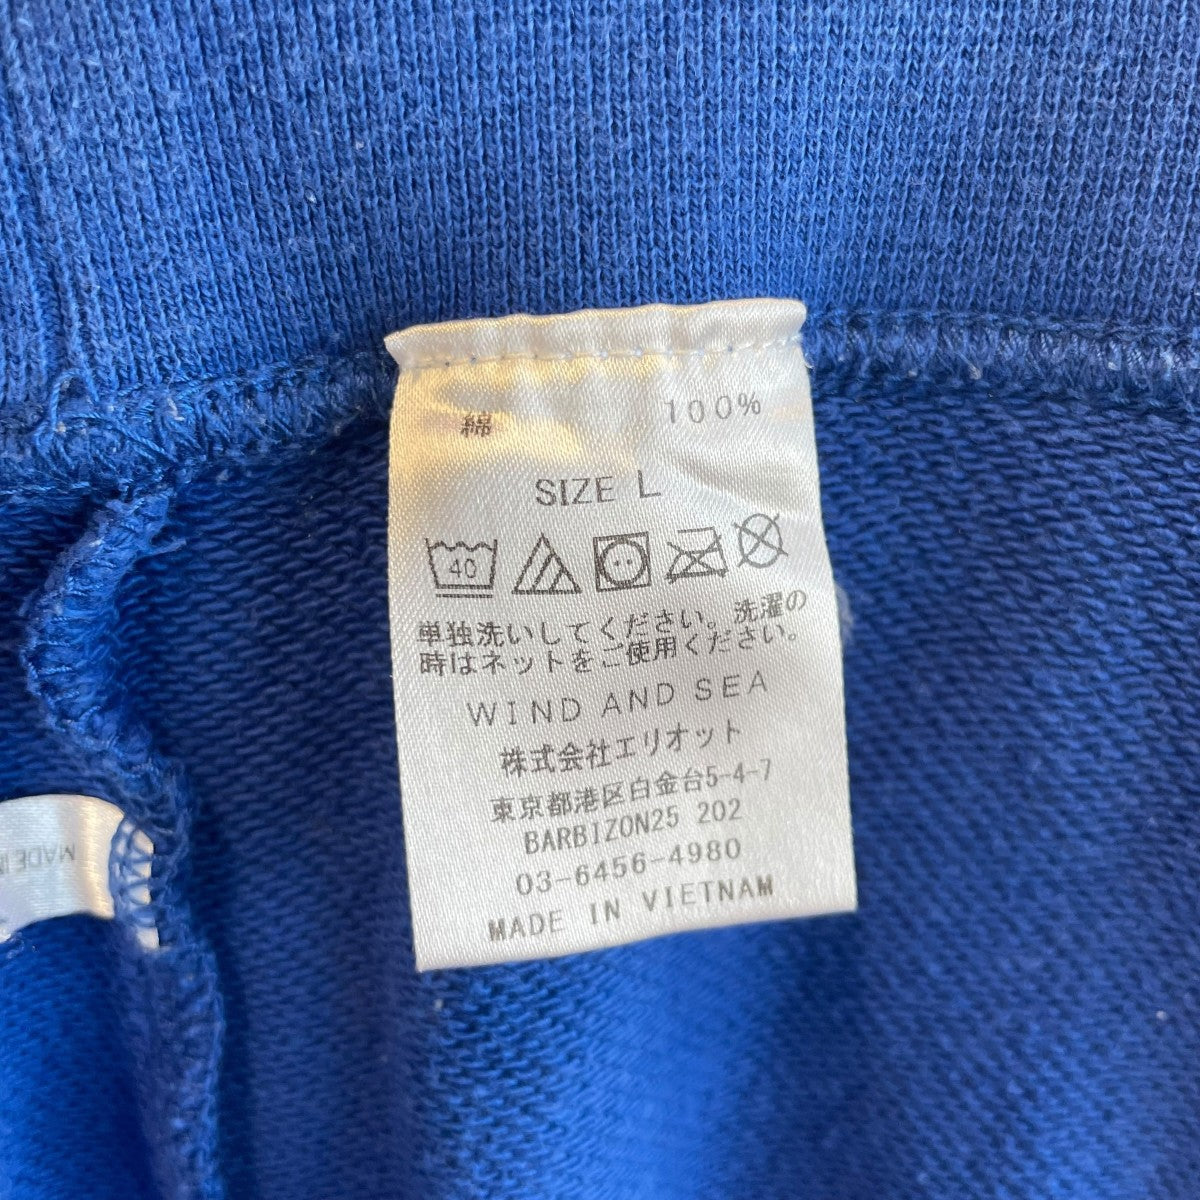 綿 100%
SIZE L
40
単独洗いしてください。洗濯の
時はネットをご使用ください。
WIND AND SEA
株式会社エリオット
東京都港区白金台5-4-7
BARBIZON25 202
03-6456-4980
MADE IN VIETNAM
MADE